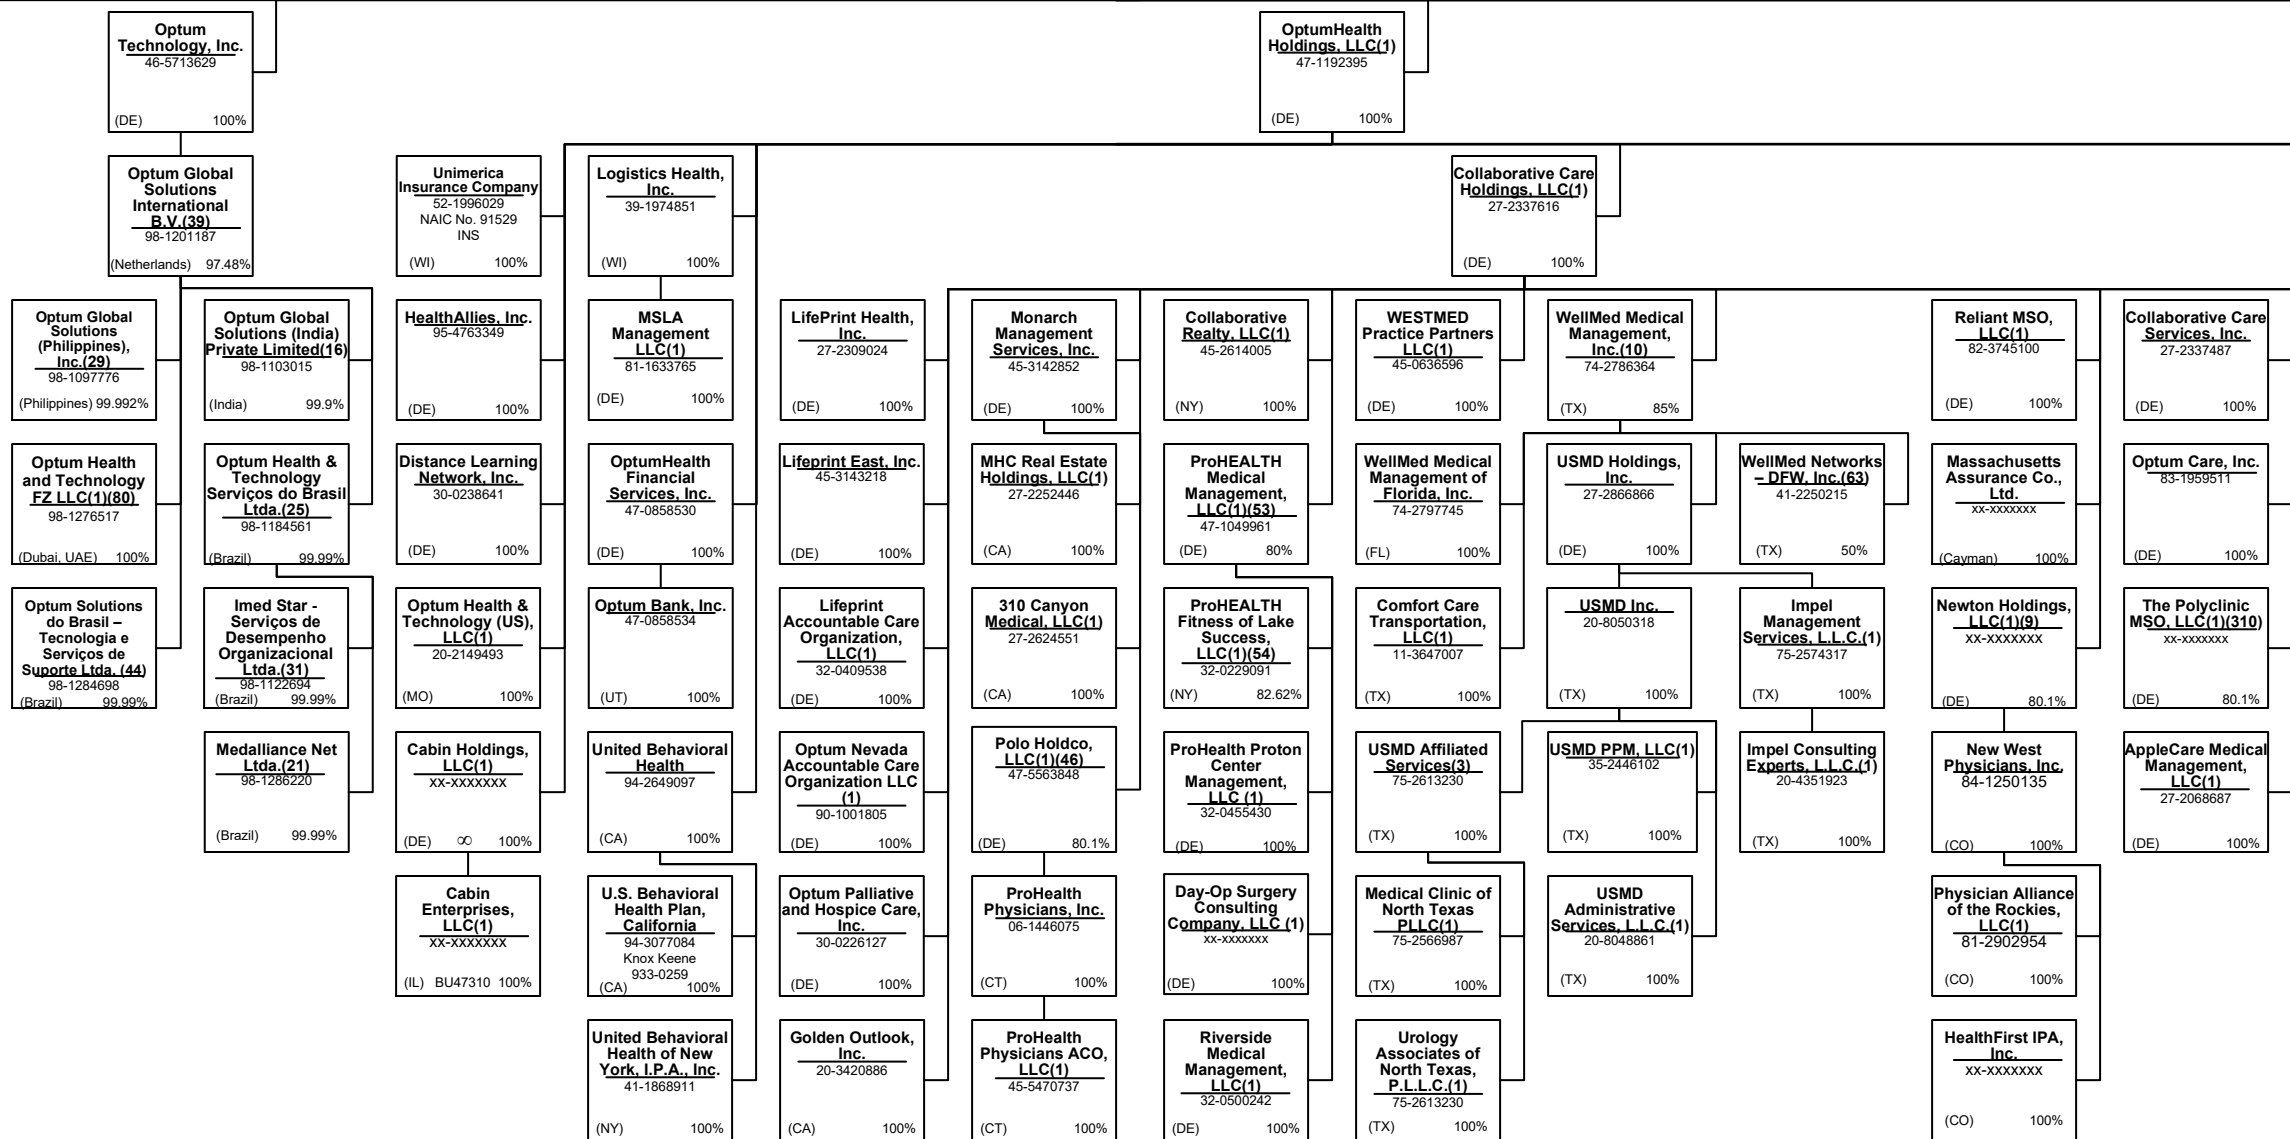 Optum
Technology, Inc.
46-5713629
(DE) 100%
OptumHealth
Holdings, LLC(1)
47-1192395
(DE) 100%
Optum Global
Solutions
International
B.V.(39)
98-1201187
(Netherlands) 97.48%
Unimerica
Insurance Company
52-1996029
NAIC No. 91529
INS
(WI) 100%
Logistics Health,
Inc.
39-1974851
(WI) 100%
Collaborative Care
Holdings, LLC(1)
27-2337616
(DE) 100%
Optum Global
Solutions
(Philippines),
Inc.(29)
98-1097776
(Philippines) 99.992%
Optum Global
Solutions (India)
Private Limited(16)
98-1103015
(India) 99.9%
HealthAllies, Inc.
95-4763349
(DE) 100%
MSLA
Management
LLC(1)
81-1633765
(DE) 100%
LifePrint Health,
Inc.
27-2309024
(DE) 100%
Monarch
Management
Services, Inc.
45-3142852
(DE) 100%
Collaborative
Realty, LLC(1)
45-2614005
(NY) 100%
WESTMED
Practice Partners
LLC(1)
45-0636596
(DE) 100%
WellMed Medical
Management,
Inc.(10)
74-2786364
(TX) 85%
Reliant MSO,
LLC(1)
82-3745100
(DE) 100%
Collaborative Care
Services, Inc.
27-2337487
(DE) 100%
Optum Health
and Technology
FZ LLC(1)(80)
98-1276517
(Dubai, UAE) 100%
Optum Health &
Technology
Serviços do Brasil
Ltda.(25)
98-1184561
(Brazil) 99.99%
Distance Learning
Network, Inc.
30-0238641
(DE) 100%
OptumHealth
Financial
Services, Inc.
47-0858530
(DE) 100%
Lifeprint East, Inc.
45-3143218
(DE) 100%
MHC Real Estate
Holdings, LLC(1)
27-2252446
(CA) 100%
ProHEALTH
Medical
Management,
LLC(1)(53)
47-1049961
(DE) 80%
WellMed Medical
Management of
Florida, Inc.
74-2797745
(FL) 100%
USMD Holdings,
Inc.
27-2866866
(DE) 100%
WellMed Networks
– DFW, Inc.(63)
41-2250215
(TX) 50%
Massachusetts
Assurance Co.,
Ltd.
xx-xxxxxxx
(Cayman) 100%
Optum Care, Inc.
83-1959511
(DE) 100%
Optum Solutions
do Brasil –
Tecnologia e
Serviços de
Suporte Ltda. (44)
98-1284698
(Brazil) 99.99%
Imed Star -
Serviços de
Desempenho
Organizacional
Ltda.(31)
98-1122694
(Brazil) 99.99%
Optum Health &
Technology (US),
LLC(1)
20-2149493
(MO) 100%
Optum Bank, Inc.
47-0858534
(UT) 100%
Lifeprint
Accountable Care
Organization,
LLC(1)
32-0409538
(DE) 100%
310 Canyon
Medical, LLC(1)
27-2624551
(CA) 100%
ProHEALTH
Fitness of Lake
Success,
LLC(1)(54)
32-0229091
(NY) 82.62%
Comfort Care
Transportation,
LLC(1)
11-3647007
(TX) 100%
USMD Inc.
20-8050318
(TX) 100%
Impel
Management
Services, L.L.C.(1)
75-2574317
(TX) 100%
Newton Holdings,
LLC(1)(9)
xx-xxxxxxx
(DE) 80.1%
The Polyclinic
MSO, LLC(1)(310)
xx-xxxxxxx
(DE) 80.1%
Medalliance Net
Ltda.(21)
98-1286220
(Brazil) 99.99%
Cabin Holdings,
LLC(1)
xx-xxxxxxx
(DE) ∞ 100%
United Behavioral
Health
94-2649097
(CA) 100%
Optum Nevada
Accountable Care
Organization LLC
(1)
90-1001805
(DE) 100%
Polo Holdco,
LLC(1)(46)
47-5563848
(DE) 80.1%
ProHealth Proton
Center
Management,
LLC (1)
32-0455430
(DE) 100%
USMD Affiliated
Services(3)
75-2613230
(TX) 100%
USMD PPM, LLC(1)
35-2446102
(TX) 100%
Impel Consulting
Experts, L.L.C.(1)
20-4351923
(TX) 100%
New West
Physicians, Inc.
84-1250135
(CO) 100%
AppleCare Medical
Management,
LLC(1)
27-2068687
(DE) 100%
Cabin
Enterprises,
LLC(1)
xx-xxxxxxx
(IL) BU47310 100%
U.S. Behavioral
Health Plan,
California
94-3077084
Knox Keene
933-0259
(CA) 100%
Optum Palliative
and Hospice Care,
Inc.
30-0226127
(DE) 100%
ProHealth
Physicians, Inc.
06-1446075
(CT) 100%
Day-Op Surgery
Consulting
Company, LLC (1)
xx-xxxxxxx
(DE) 100%
Medical Clinic of
North Texas
PLLC(1)
75-2566987
(TX) 100%
USMD
Administrative
Services, L.L.C.(1)
20-8048861
(TX) 100%
Physician Alliance
of the Rockies,
LLC(1)
81-2902954
(CO) 100%
United Behavioral
Health of New
York, I.P.A., Inc.
41-1868911
(NY) 100%
Golden Outlook,
Inc.
20-3420886
(CA) 100%
ProHealth
Physicians ACO,
LLC(1)
45-5470737
(CT) 100%
Riverside
Medical
Management,
LLC(1)
32-0500242
(DE) 100%
Urology
Associates of
North Texas,
P.L.L.C.(1)
75-2613230
(TX) 100%
HealthFirst IPA,
Inc.
xx-xxxxxxx
(CO) 100%